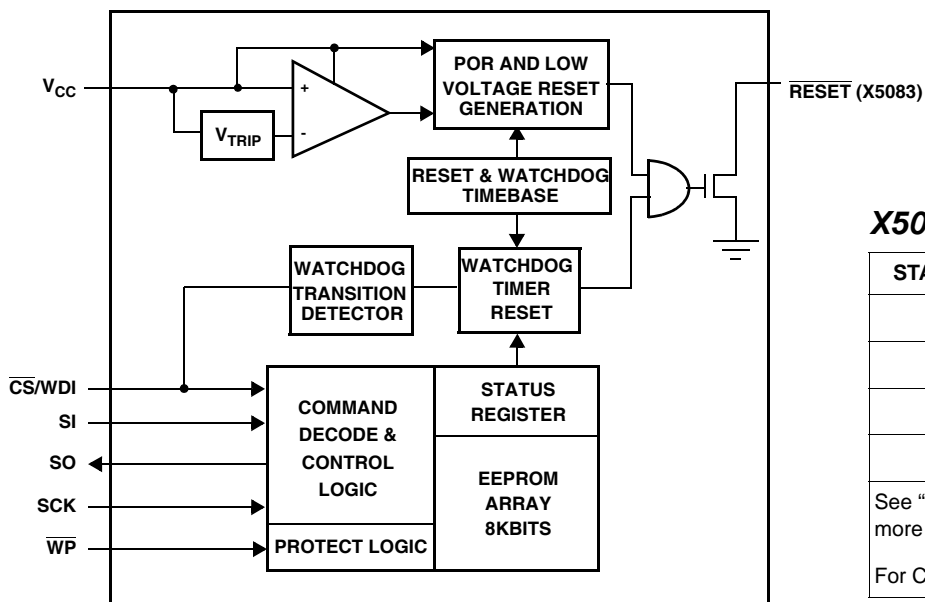 POR AND LOW
VOLTAGE RESET
GENERATION
VCC
+
-
VTRIP
RESET (X5083)
RESET & WATCHDOG
TIMEBASE
WATCHDOG
TRANSITION
DETECTOR
WATCHDOG
TIMER
RESET
CS/WDI
SI
SO
SCK
WP
COMMAND
DECODE &
CONTROL
LOGIC
PROTECT LOGIC
STATUS
REGISTER
EEPROM
ARRAY
8KBITS
X50
STA
See “
more
For C